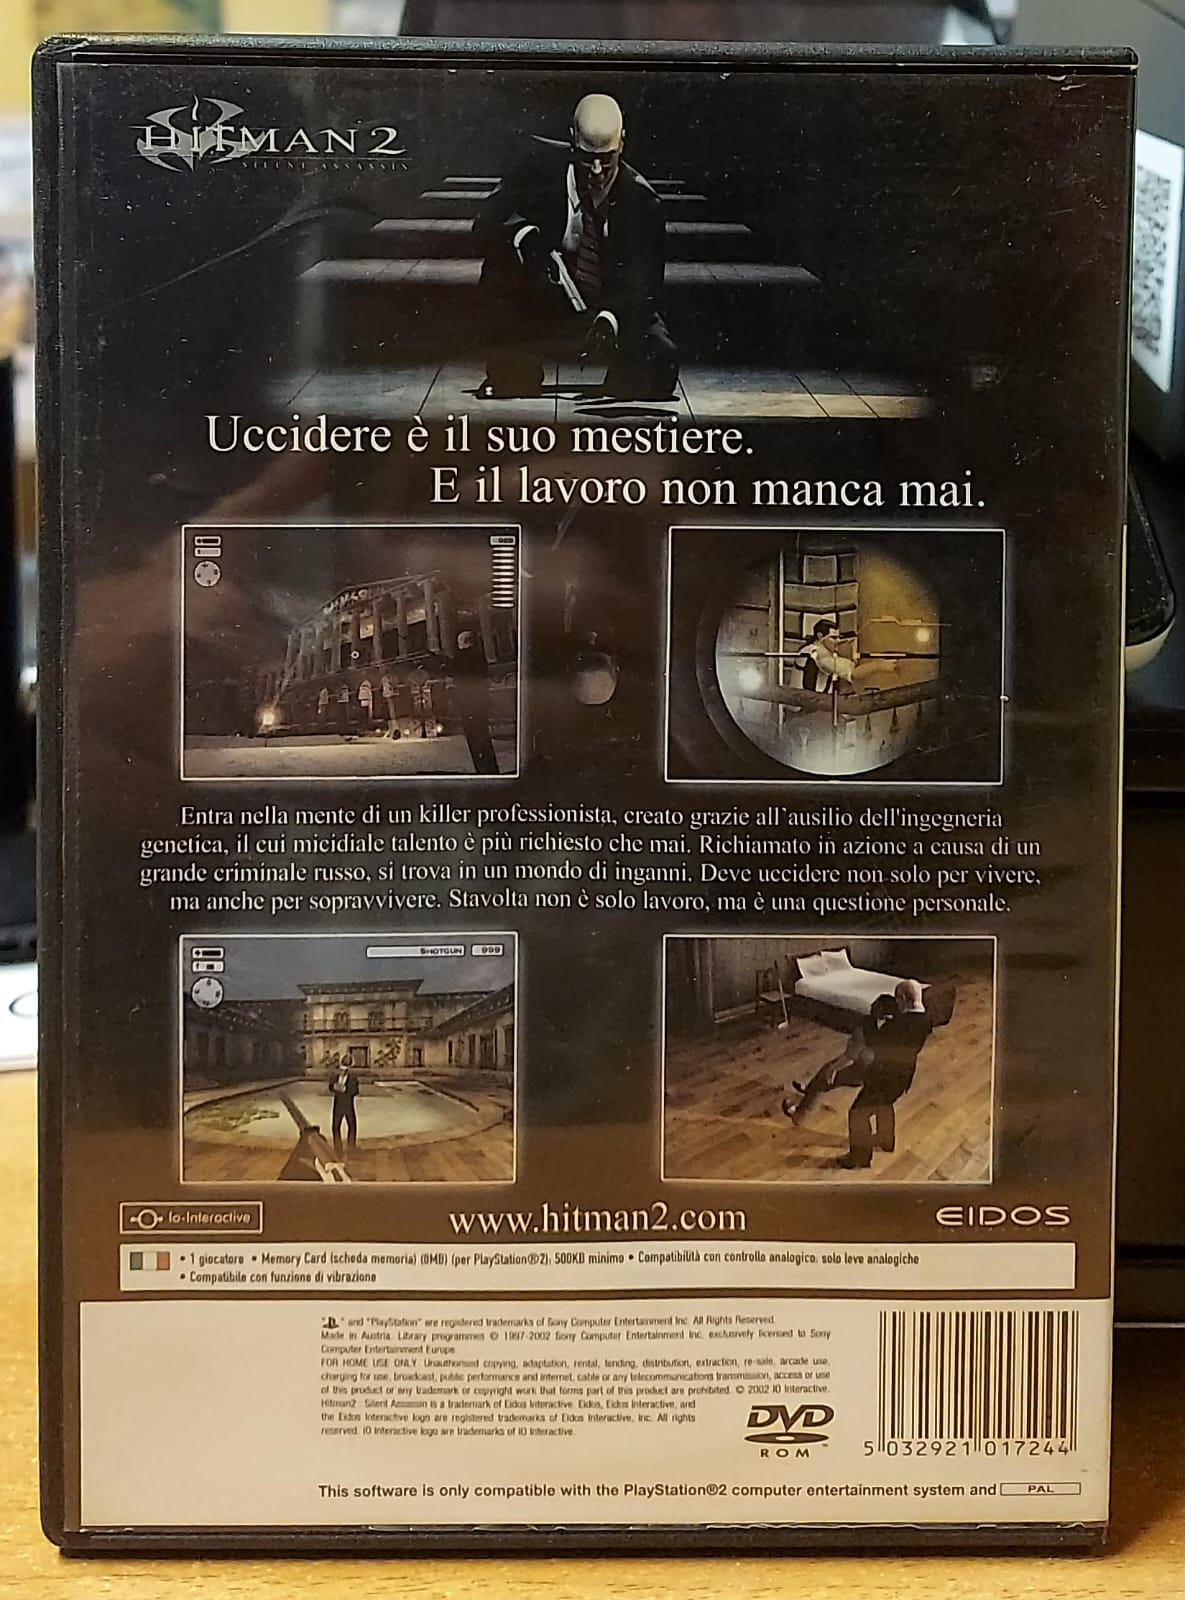 HITMAN 2
SILENT ASSASSIN
Uccidere è il suo mestiere.
E il lavoro non manca mai.
Entra nella mente di un killer professionista, creato grazie all'ausilio dell'ingegneria
genetica, il cui micidiale talento è più richiesto che mai. Richiamato in azione a causa di un
grande criminale russo, si trova in un mondo di inganni. Deve uccidere non solo per vivere,
ma anche per sopravvivere. Stavolta non è solo lavoro, ma è una questione personale.
SHOTGUN 999
Io-Interactive
www.hitman2.com
EIDOS
• 1 giocatore • Memory Card (scheda memoria) (8MB) (per PlayStation®2): 500KB minimo • Compatibilità con controllo analogico: solo leve analogiche
• Compatibile con funzione di vibrazione
" " and "PlayStation" are registered trademarks of Sony Computer Entertainment Inc. All Rights Reserved.
Made in Austria. Library programmes © 1997-2002 Sony Computer Entertainment Inc. exclusively licensed to Sony
Computer Entertainment Europe.
FOR HOME USE ONLY. Unauthorised copying, adaptation, rental, lending, distribution, extraction, re-sale, arcade use,
charging for use, broadcast, public performance and internet, cable or any telecommunications transmission, access or use
of this product or any trademark or copyright work that forms part of this product are prohibited. © 2002 IO Interactive.
Hitman2: Silent Assassin is a trademark of Eidos Interactive. Eidos, Eidos Interactive, and
the Eidos Interactive logo are registered trademarks of Eidos Interactive, Inc. All rights
reserved. IO Interactive logo are trademarks of IO Interactive.
DVD
ROM
5 032921 017244
This software is only compatible with the PlayStation®2 computer entertainment system and PAL